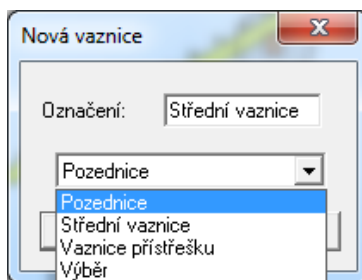 Nová vaznice
Označení: Střední vaznice
Pozednice
Pozednice
Střední vaznice
Vaznice přístřešku
Výběr